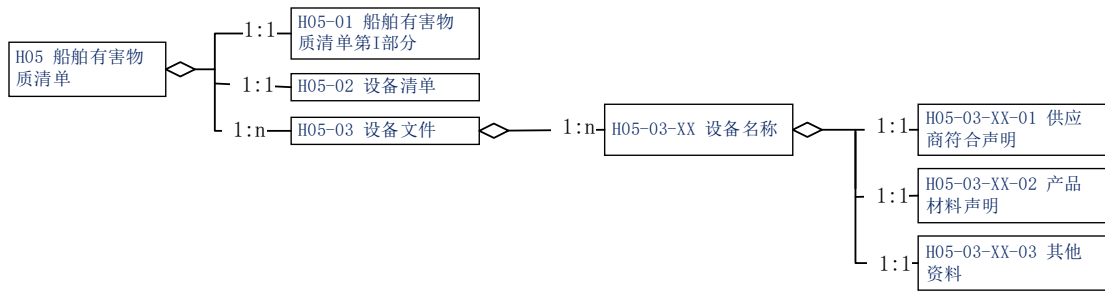 H05 船舶有害物
质清单
1:1
H05-01 船舶有害物
质清单第I部分
1:1
H05-02 设备清单
1:n
H05-03 设备文件
1:n
H05-03-XX 设备名称
1:1
H05-03-XX-01 供应
商符合声明
1:1
H05-03-XX-02 产品
材料声明
1:1
H05-03-XX-03 其他
资料